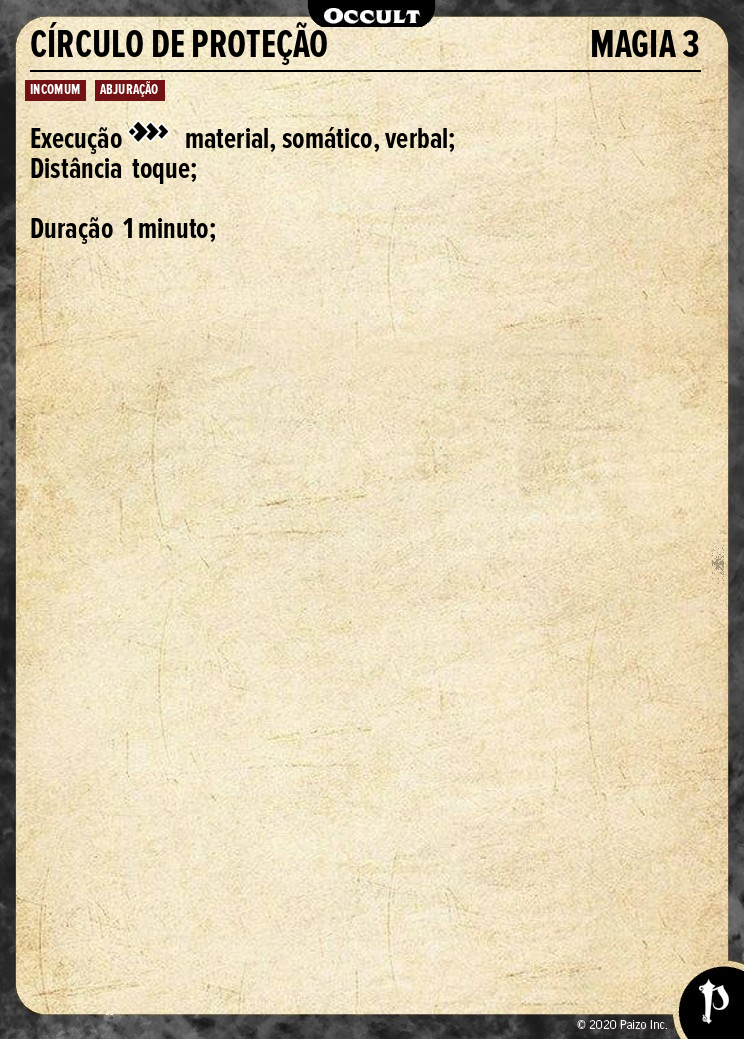 OCCULT
CÍRCULO DE PROTEÇÃO MAGIA 3
INCOMUM ABJURAÇÃO
Execução material, somático, verbal;
Distância toque;
Duração 1 minuto;
© 2020 Paizo Inc.